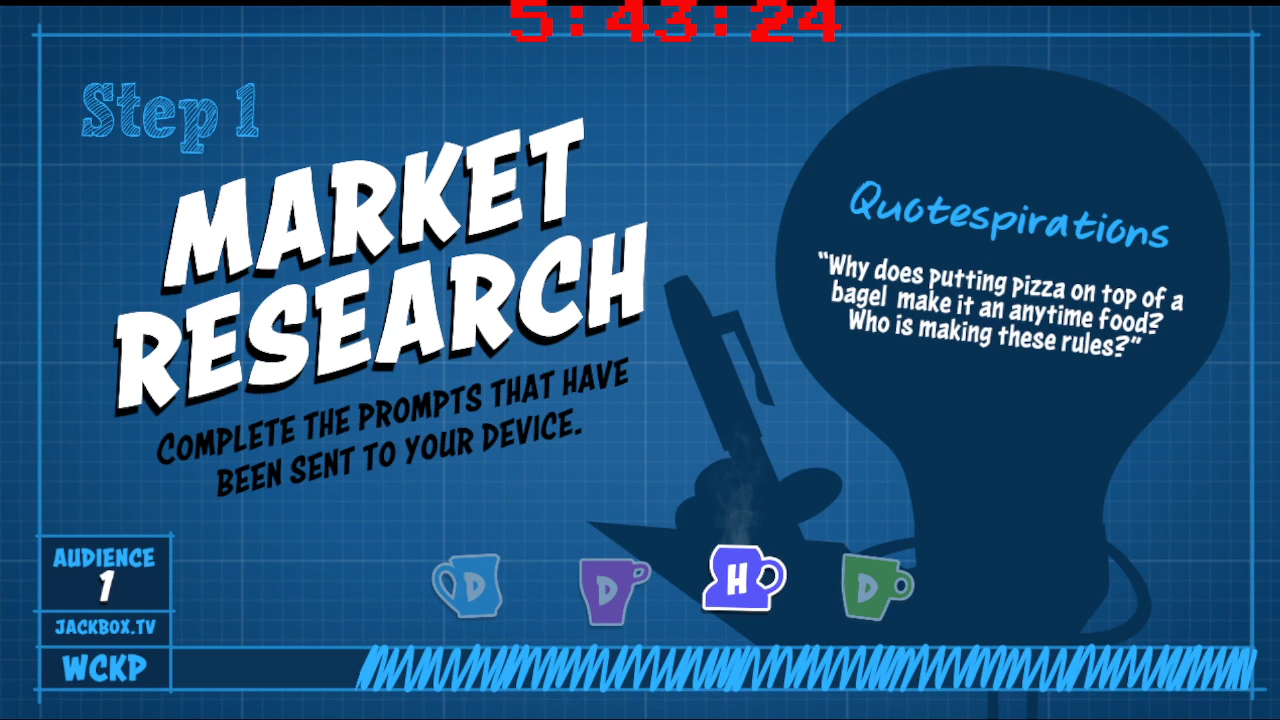 5:43:24
Step 1
MARKET
RESEARCH
COMPLETE THE PROMPTS THAT HAVE
BEEN SENT TO YOUR DEVICE.
Quotespirations
“Why does putting pizza on top of a
bagel make it an anytime food?
Who is making these rules?”
D
D
H
D
AUDIENCE
1
JACKBOX.TV
WCKP